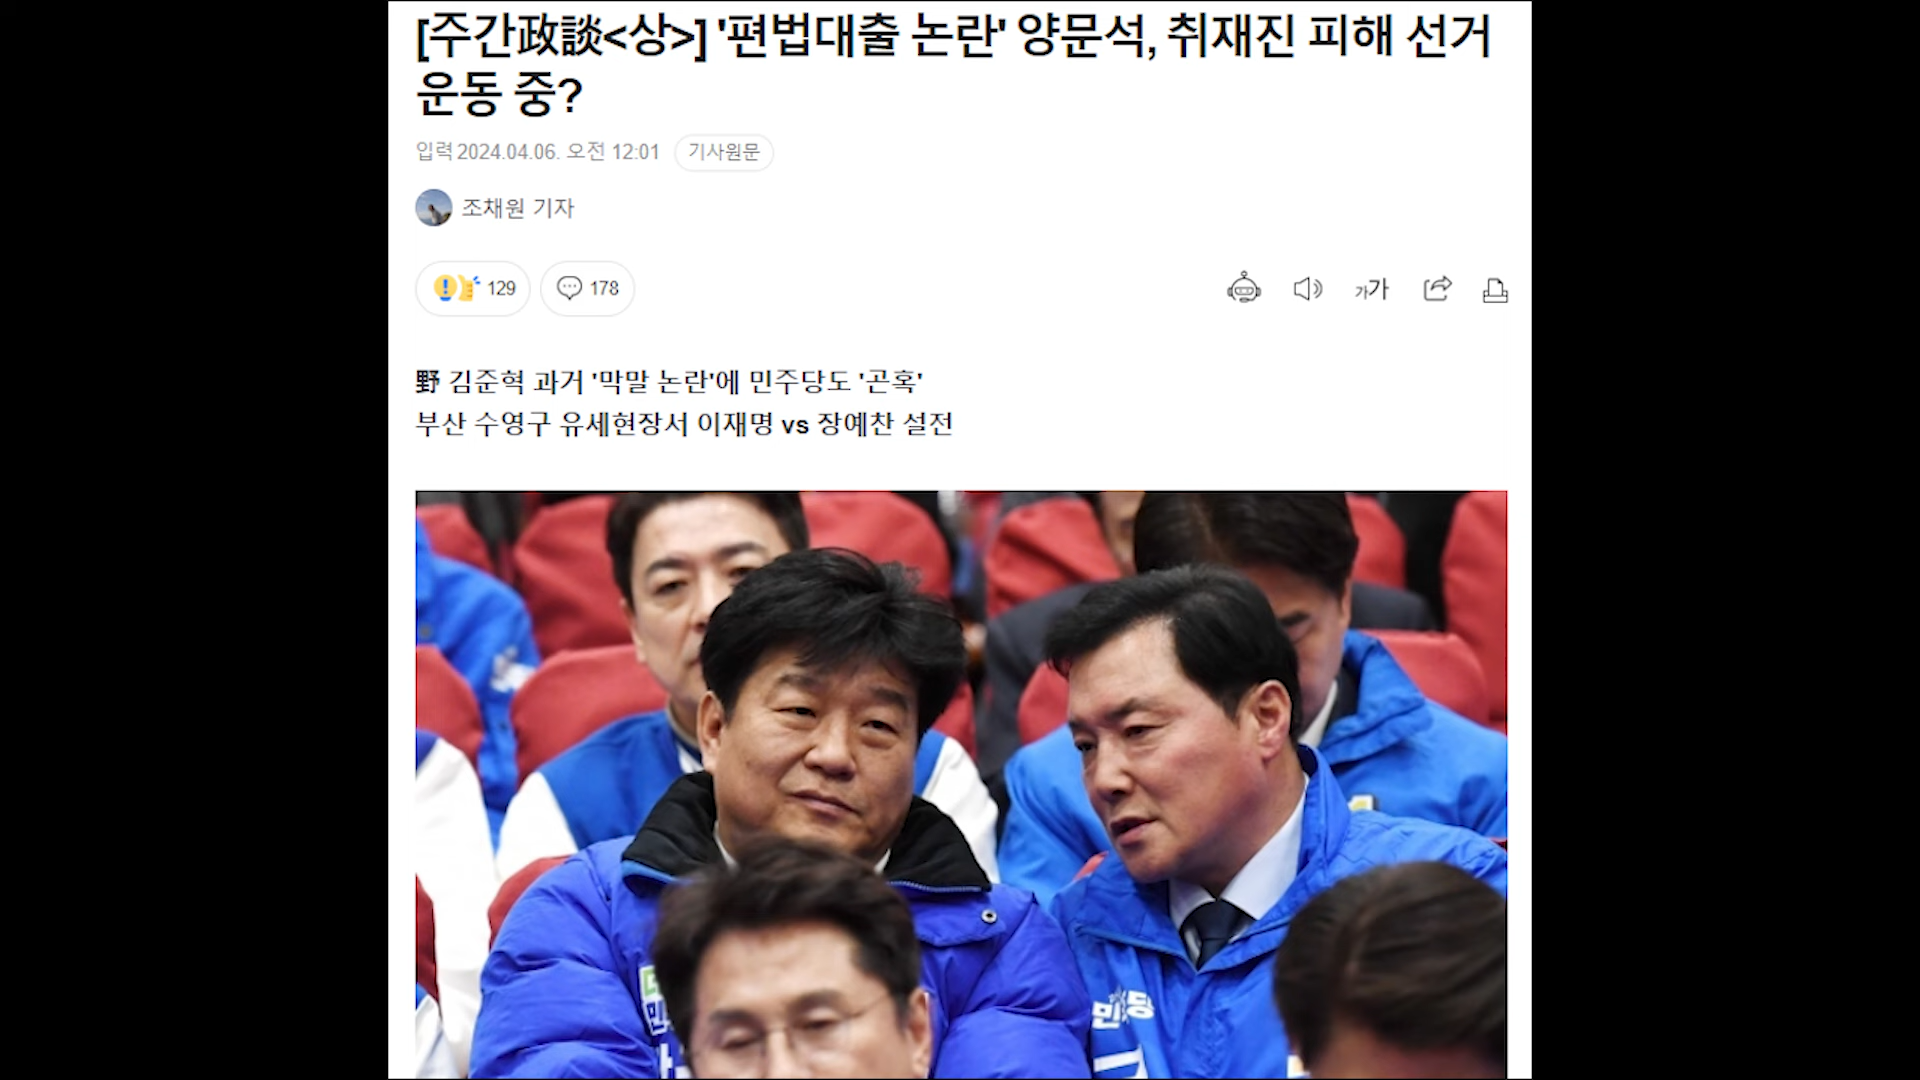 [주간政談<상>] '편법대출 논란' 양문석, 취재진 피해 선거
운동 중?
입력 2024.04.06. 오전 12:01 기사원문
조채원 기자
129 178 가가
野 김준혁 과거 '막말 논란'에 민주당도 '곤혹'
부산 수영구 유세현장서 이재명 vs 장예찬 설전